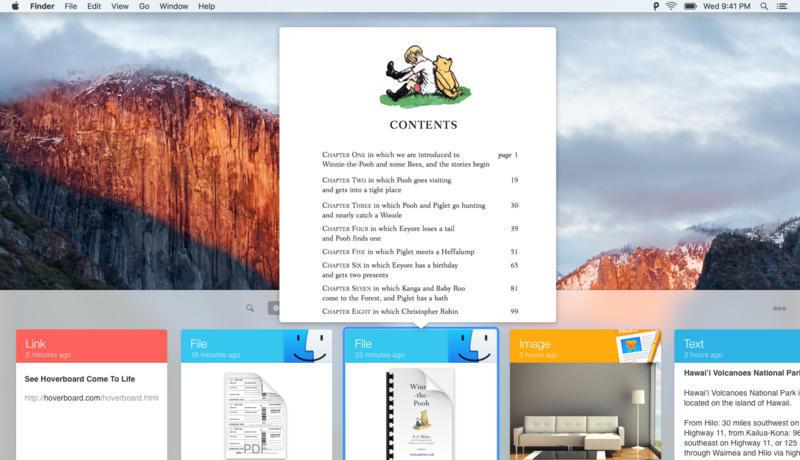 Finder File Edit View Go Window Help Wed 9:41 PM
CONTENTS
CHAPTER ONE in which we are introduced to page 1
Winnie-the-Pooh and some Bees, and the stories begin
CHAPTER TWO in which Pooh goes visiting 19
and gets into a tight place
CHAPTER THREE in which Pooh and Piglet go hunting 30
and nearly catch a Woozle
CHAPTER FOUR in which Eeyore loses a tail 39
and Pooh finds one
CHAPTER FIVE in which Piglet meets a Heffalump 51
CHAPTER SIX in which Eeyore has a birthday 65
and gets two presents
CHAPTER SEVEN in which Kanga and Baby Roo 81
come to the Forest, and Piglet has a bath
CHAPTER EIGHT in which Christopher Robin 99
Link
2 minutes ago
See Hoverboard Come To Life
http://hoverboard.com/hoverboard.html
File
16 minutes ago
PDF
File
23 minutes ago
Winnie
-the-
Pooh
Image
2 hours ago
Text
2 hours ago
Hawai'i Volcanoes National Par
Hawai'i Volcanoes National Park i
located on the island of Hawaii.
From Hilo: 30 miles southwest on
Highway 11, from Kailua-Kona: 96
southeast on Highway 11, or 125
through Waimea and Hilo via high